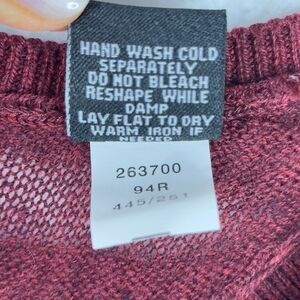 HAND WASH COLD
SEPARATELY
DO NOT BLEACH
RESHAPE WHILE
DAMP
LAY FLAT TO DRY
WARM IRON IF
NEEDED
263700
94R
445/251